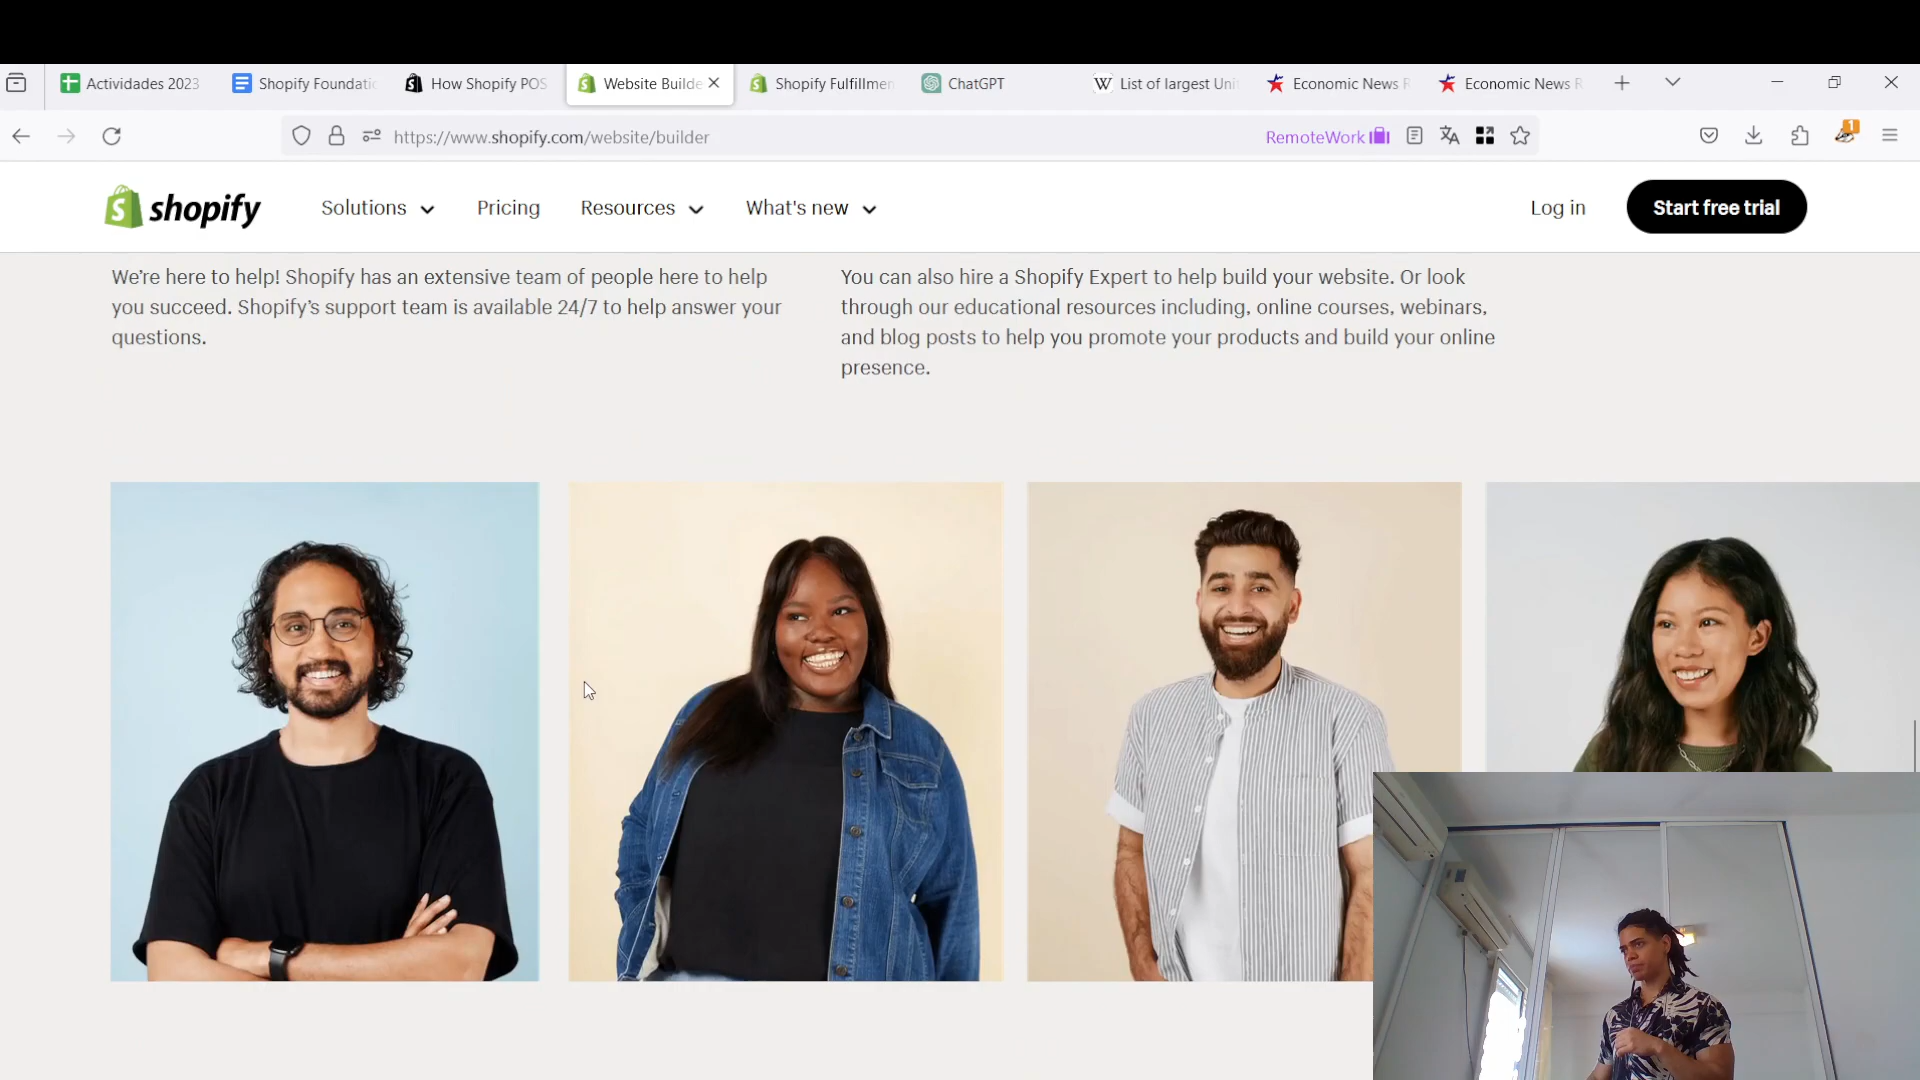 Actividades 2023
Shopify Foundatic
How Shopify POS
Website Builde
Shopify Fulfillmen
ChatGPT
List of largest Uni
Economic News R
Economic News R
https://www.shopify.com/website/builder
RemoteWork
1
shopify
Solutions
Pricing
Resources
What's new
Log in
Start free trial
We're here to help! Shopify has an extensive team of people here to help
you succeed. Shopify's support team is available 24/7 to help answer your
questions.
You can also hire a Shopify Expert to help build your website. Or look
through our educational resources including, online courses, webinars,
and blog posts to help you promote your products and build your online
presence.